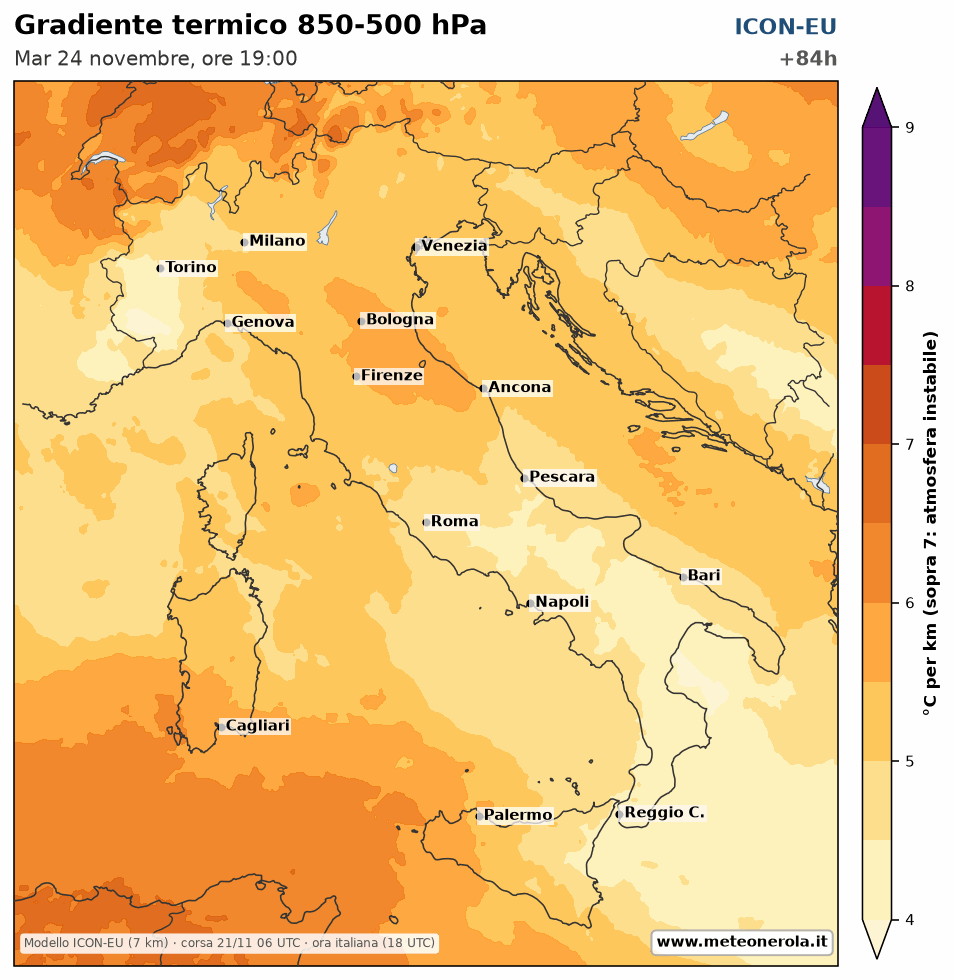 Gradiente termico 850-500 hPa
ICON-EU
Mar 24 novembre, ore 19:00
+84h
Milano
Venezia
Torino
Genova
Bologna
Firenze
Ancona
Pescara
Roma
Bari
Napoli
Cagliari
Palermo
Reggio C.
9
8
7
6
5
4
°C per km (sopra 7: atmosfera instabile)
Modello ICON-EU (7 km) · corsa 21/11 06 UTC · ora italiana (18 UTC)
www.meteonerola.it